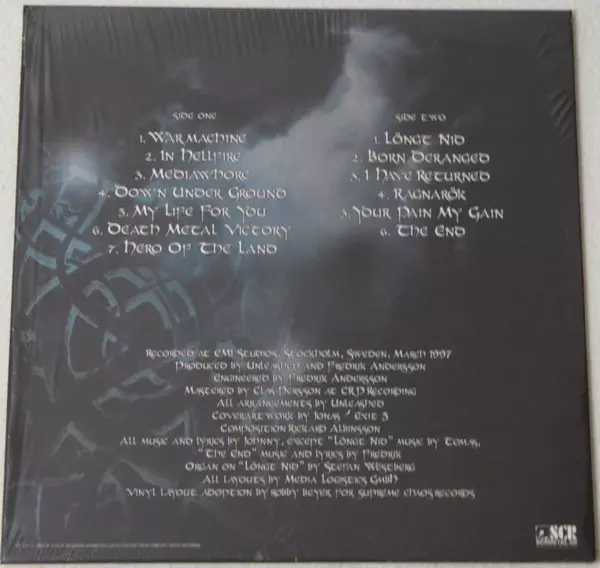 Side One
1. Warmachine
2. In Hellfire
3. Mediawhore
4. Down Under Ground
5. My Life For You
6. Death Metal Victory
7. Hero Of The Land
Side Two
1. Löngt Nid
2. Born Deranged
3. I Have Returned
4. Ragnarök
5. Your Pain My Gain
6. The End
Recorded at EMI Studios, Stockholm, Sweden, March 1997
Produced by Unleashed and Fredrik Andersson
Engineered by Fredrik Andersson
Mastered by Clas Persson at CRP Recording
All arrangements by Unleashed
Coverartwork by Jonas / Exit 3
Composition Rickard Albinsson
All music and lyrics by Johnny, except "Löngt Nid" music by Tomas,
"The End" music and lyrics by Fredrik
Organ on "Löngt Nid" by Stefan Westberg
All layouts by Media Logistics GmbH
Vinyl layout adoption by Robby Beyer for Supreme Chaos Records
SCR